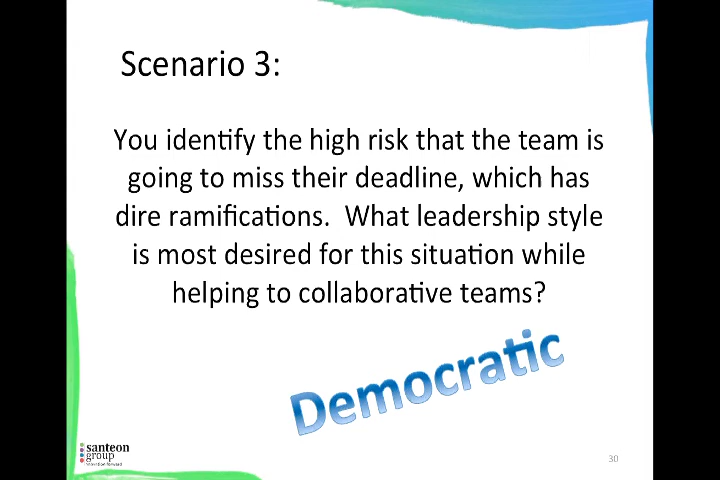 Scenario 3:
You identify the high risk that the team is
going to miss their deadline, which has
dire ramifications.  What leadership style
is most desired for this situation while
helping to collaborative teams?
Democratic
santeon
group
30